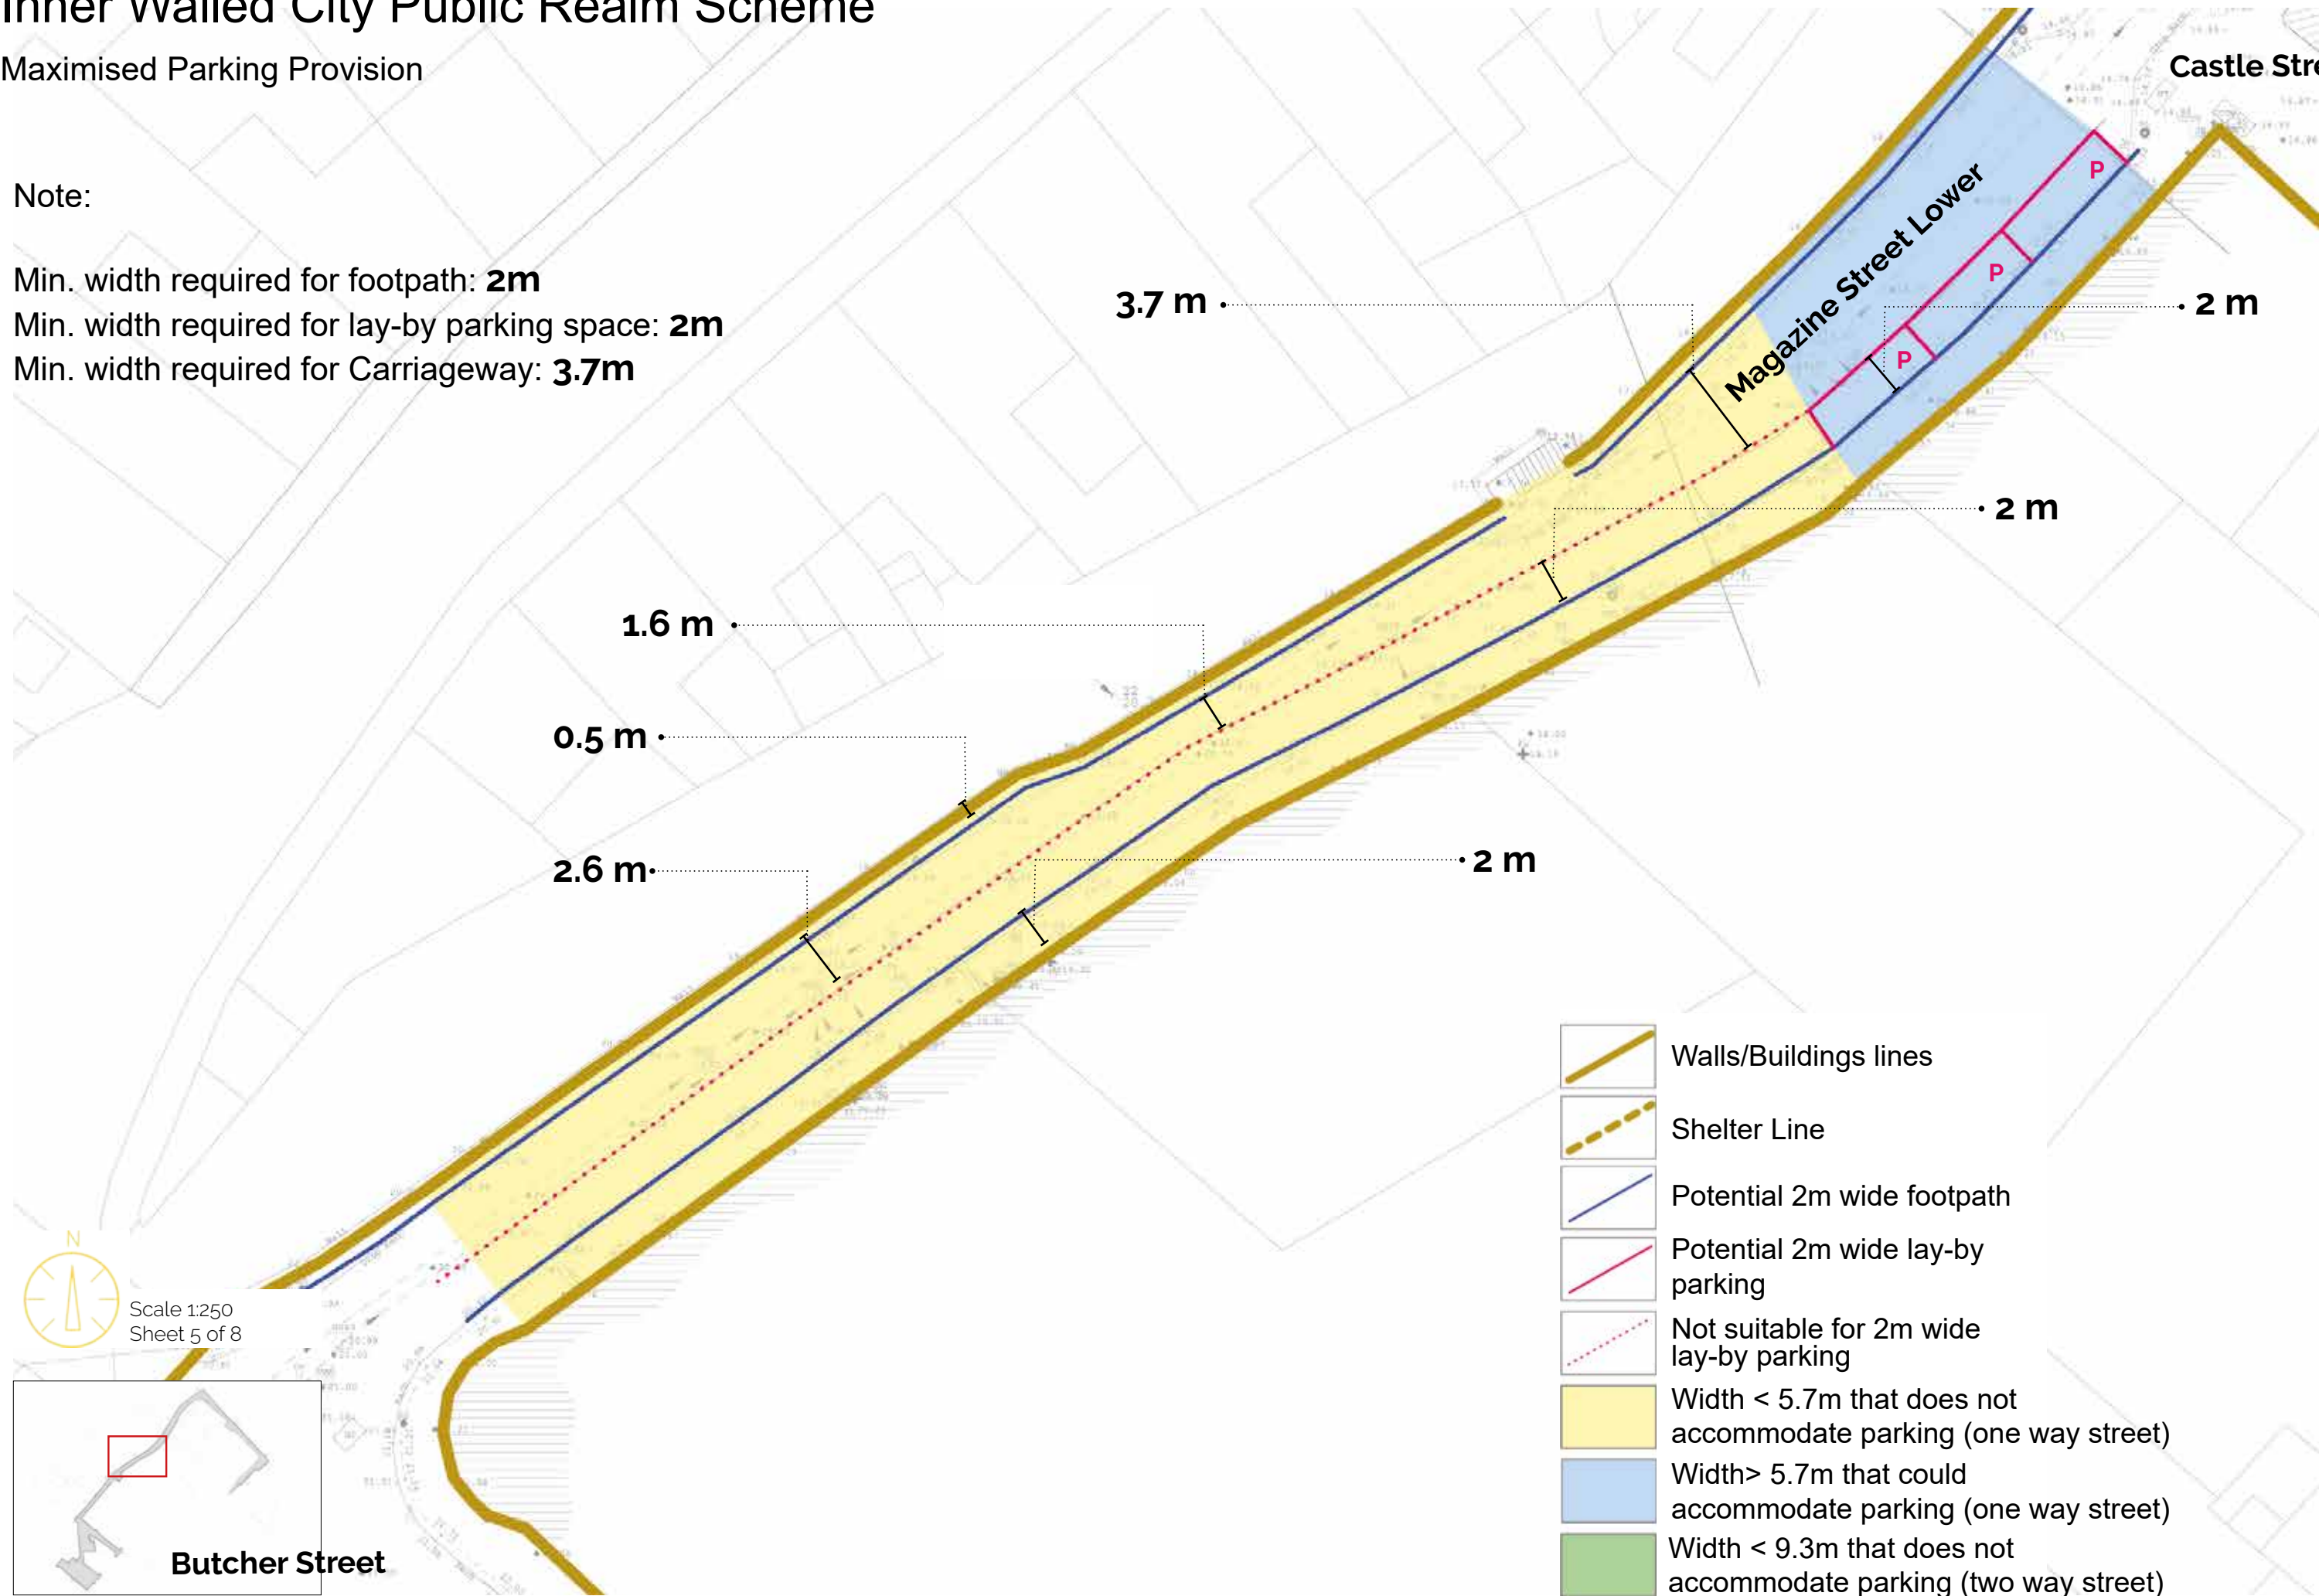 Inner Walled City Public Realm Scheme
Maximised Parking Provision
Castle Stre
Note:
Min. width required for footpath: 2m
Min. width required for lay-by parking space: 2m
Min. width required for Carriageway: 3.7m
P
P
P
Magazine Street Lower
3.7 m
2 m
2 m
1.6 m
0.5 m
2.6 m
2 m
N
Scale 1:250
Sheet 5 of 8
Butcher Street
Walls/Buildings lines
Shelter Line
Potential 2m wide footpath
Potential 2m wide lay-by
parking
Not suitable for 2m wide
lay-by parking
Width < 5.7m that does not
accommodate parking (one way street)
Width> 5.7m that could
accommodate parking (one way street)
Width < 9.3m that does not
accommodate parking (two way street)